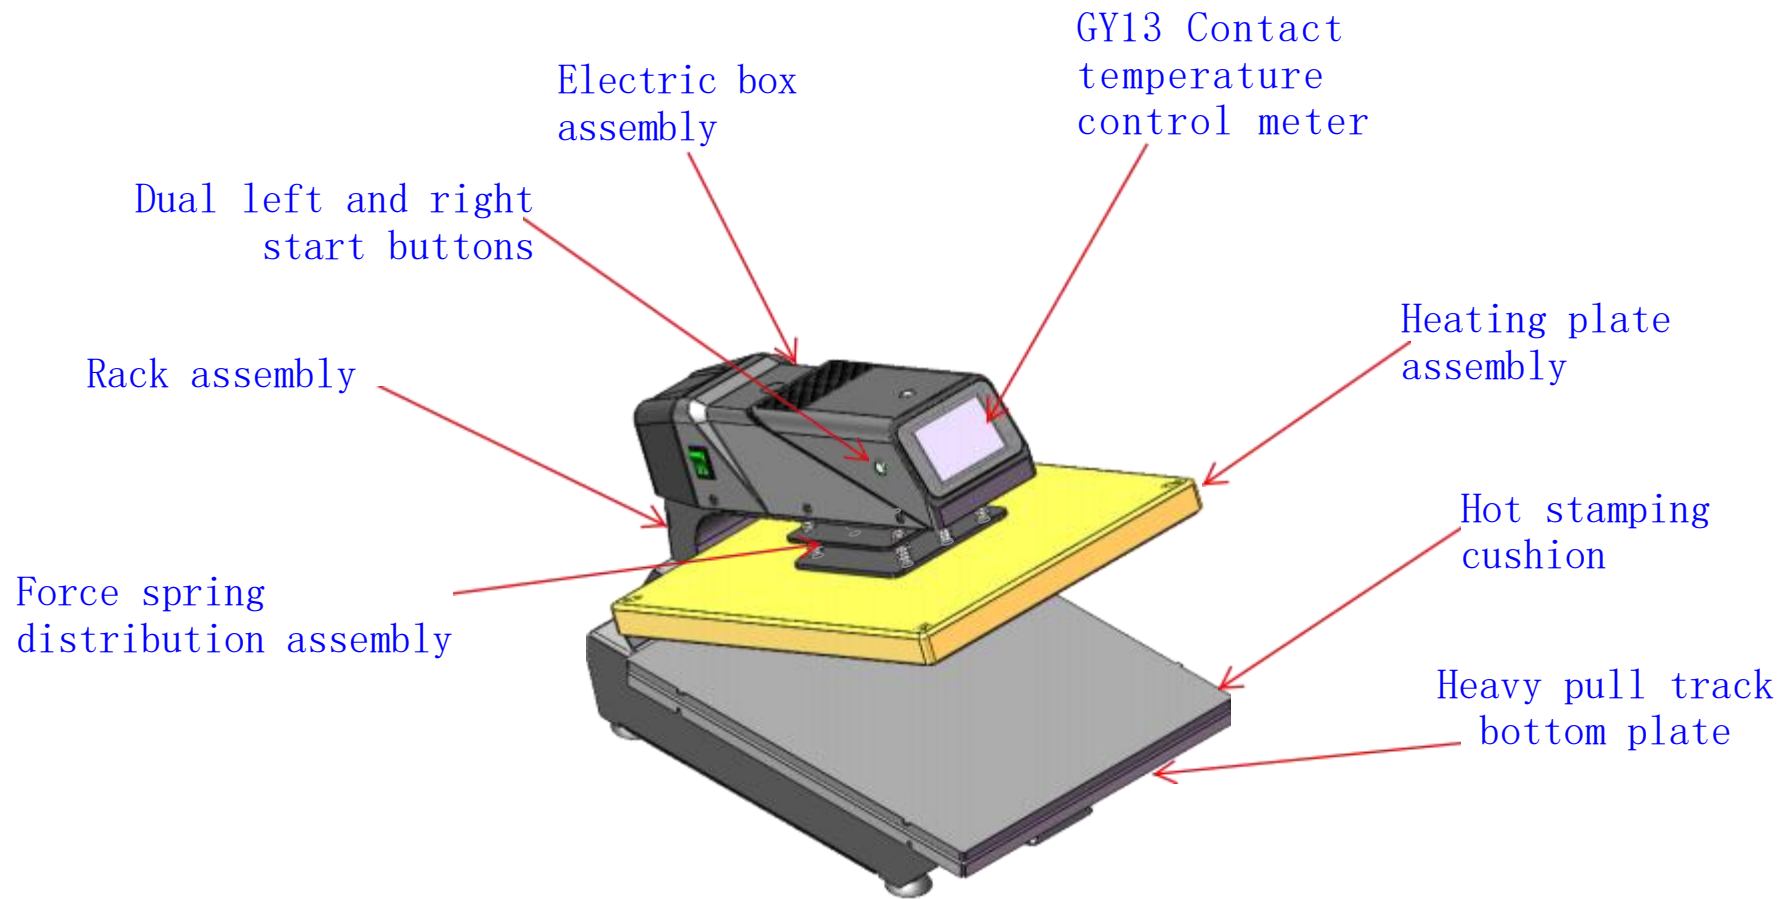 GY13 Contact
temperature
control meter
Electric box
assembly
Dual left and right
start buttons
Rack assembly
Heating plate
assembly
Hot stamping
cushion
Force spring
distribution assembly
Heavy pull track
bottom plate